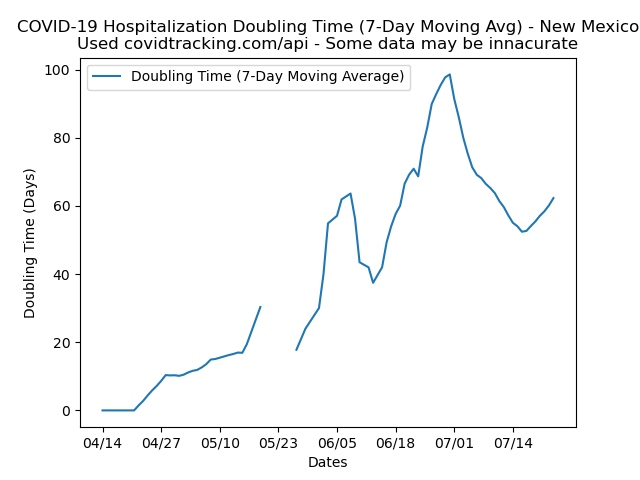 COVID-19 Hospitalization Doubling Time (7-Day Moving Avg) - New Mexico
Used covidtracking.com/api - Some data may be innacurate
Doubling Time (7-Day Moving Average)
Doubling Time (Days)
100
80
60
40
20
0
04/14 04/27 05/10 05/23 06/05 06/18 07/01 07/14
Dates